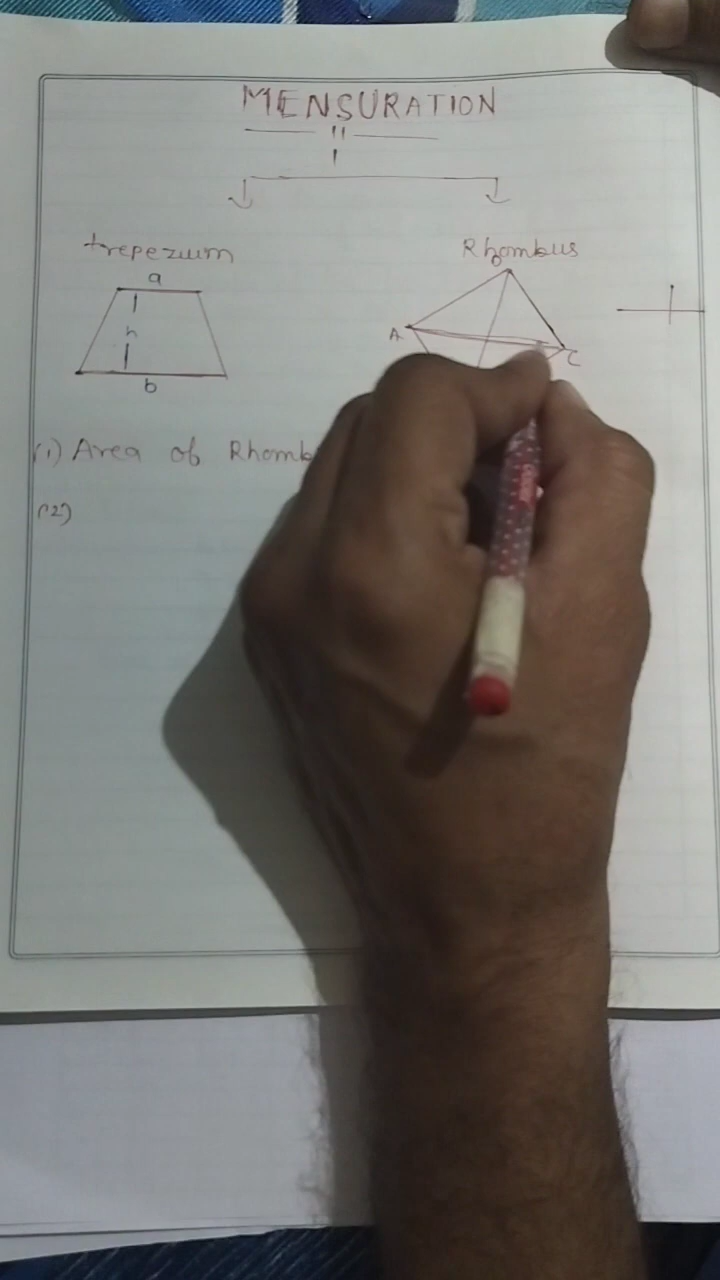 MENSURATION
trepezium
Rhombus
a
A
h
C
b
(1) Area of Rhomb
(2)